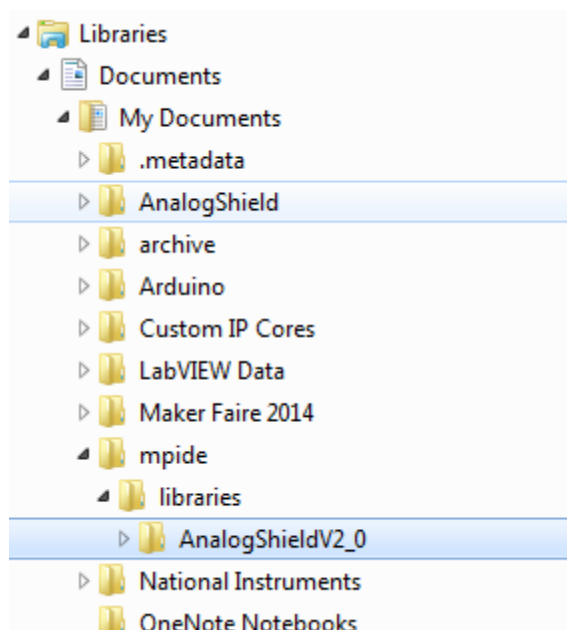 Libraries
Documents
My Documents
.metadata
AnalogShield
archive
Arduino
Custom IP Cores
LabVIEW Data
Maker Faire 2014
mpide
libraries
AnalogShieldV2_0
National Instruments
OneNote Notebooks